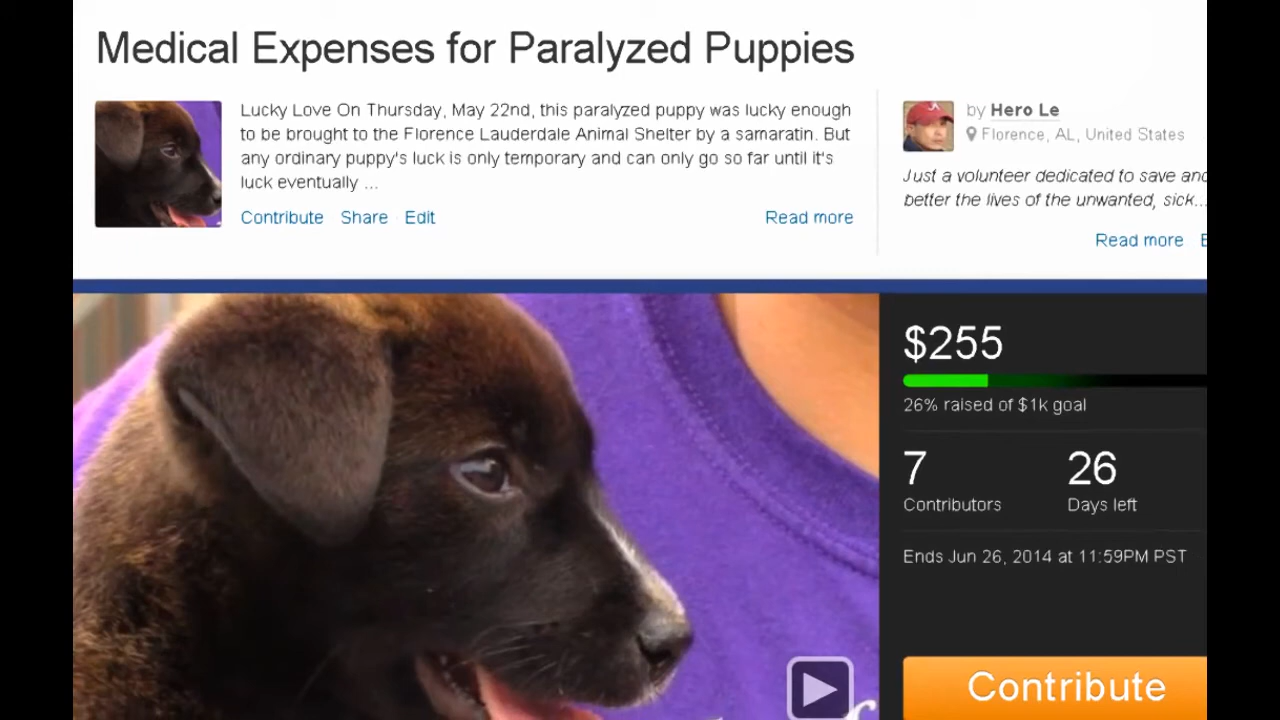 Medical Expenses for Paralyzed Puppies
Lucky Love On Thursday, May 22nd, this paralyzed puppy was lucky enough
to be brought to the Florence Lauderdale Animal Shelter by a samaratin. But
any ordinary puppy's luck is only temporary and can only go so far until it's
luck eventually ...
Contribute Share Edit Read more
by Hero Le
Florence, AL, United States
Just a volunteer dedicated to save and
better the lives of the unwanted, sick...
Read more E
$255
26% raised of $1k goal
7 26
Contributors Days left
Ends Jun 26, 2014 at 11:59PM PST
Contribute